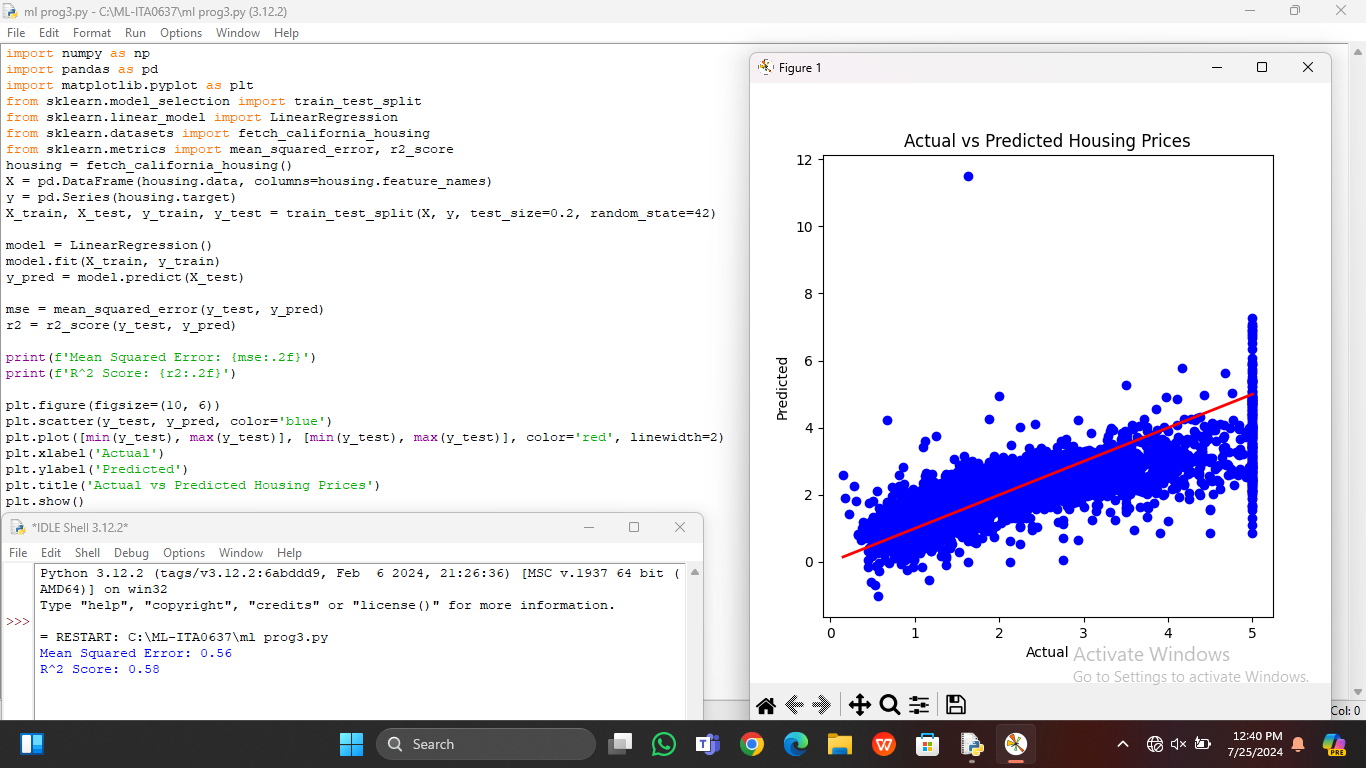 ml prog3.py - C:\ML-ITA0637\ml prog3.py (3.12.2)
File Edit Format Run Options Window Help
import numpy as np
import pandas as pd
import matplotlib.pyplot as plt
from sklearn.model_selection import train_test_split
from sklearn.linear_model import LinearRegression
from sklearn.datasets import fetch_california_housing
from sklearn.metrics import mean_squared_error, r2_score
housing = fetch_california_housing()
X = pd.DataFrame(housing.data, columns=housing.feature_names)
y = pd.Series(housing.target)
X_train, X_test, y_train, y_test = train_test_split(X, y, test_size=0.2, random_state=42)
model = LinearRegression()
model.fit(X_train, y_train)
y_pred = model.predict(X_test)
mse = mean_squared_error(y_test, y_pred)
r2 = r2_score(y_test, y_pred)
print(f'Mean Squared Error: {mse:.2f}')
print(f'R^2 Score: {r2:.2f}')
plt.figure(figsize=(10, 6))
plt.scatter(y_test, y_pred, color='blue')
plt.plot([min(y_test), max(y_test)], [min(y_test), max(y_test)], color='red', linewidth=2)
plt.xlabel('Actual')
plt.ylabel('Predicted')
plt.title('Actual vs Predicted Housing Prices')
plt.show()
*IDLE Shell 3.12.2*
File Edit Shell Debug Options Window Help
Python 3.12.2 (tags/v3.12.2:6abddd9, Feb  6 2024, 21:26:36) [MSC v.1937 64 bit (
AMD64)] on win32
Type "help", "copyright", "credits" or "license()" for more information.
>>>
= RESTART: C:\ML-ITA0637\ml prog3.py
Mean Squared Error: 0.56
R^2 Score: 0.58
Figure 1
Actual vs Predicted Housing Prices
12
10
8
6
4
2
0
Predicted
0 1 2 3 4 5
Actual
Activate Windows
Go to Settings to activate Windows.
Col: 0
Search
W
PRE
12:40 PM
7/25/2024